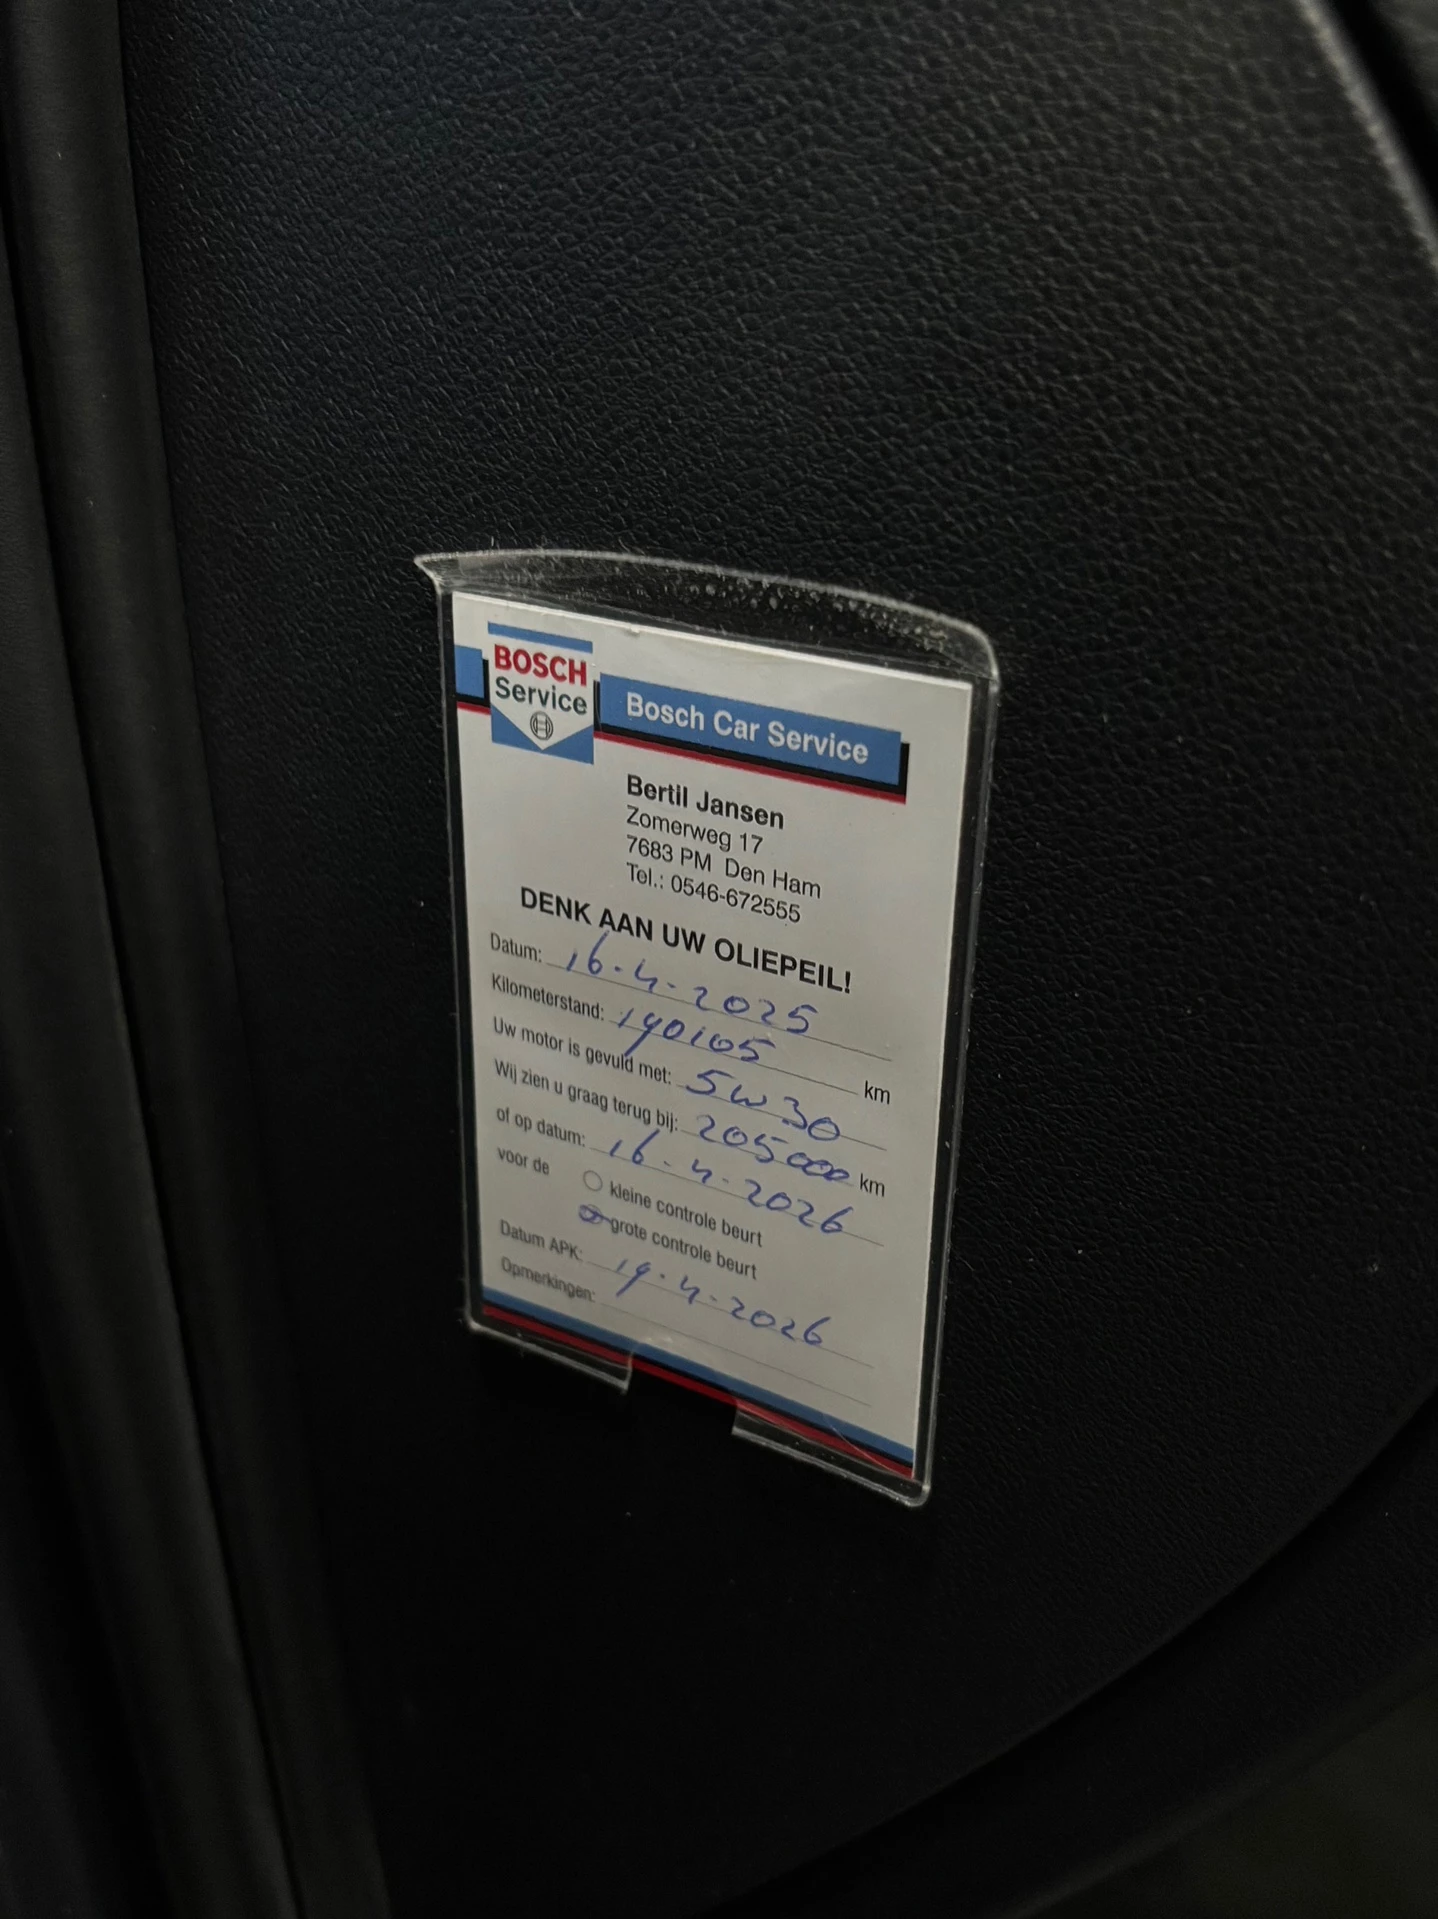 BOSCH
Service
Bosch Car Service
Bertil Jansen
Zomerweg 17
7683 PM Den Ham
Tel.: 0546-672555
DENK AAN UW OLIEPEIL!
Datum: 16-4-2025
Kilometerstand: 190105 km
Uw motor is gevuld met: 5W30
Wij zien u graag terug bij: 205000 km
of op datum: 16-4-2026
voor de kleine controle beurt
grote controle beurt
Datum APK: 19-4-2026
Opmerkingen: